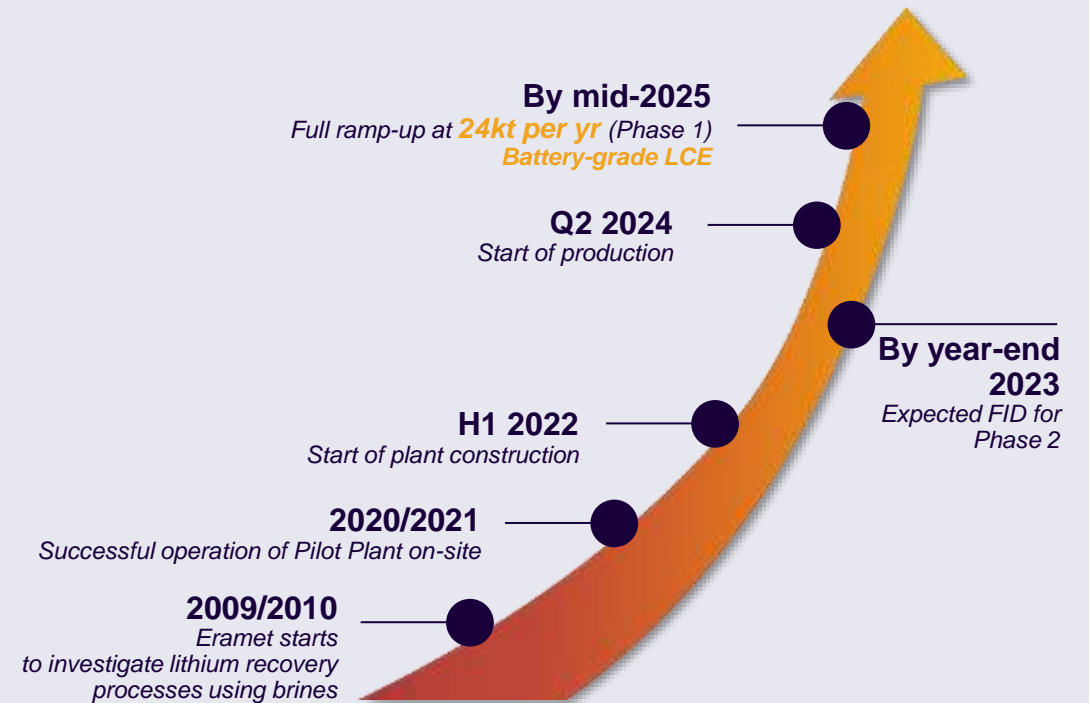 By mid-2025
Full ramp-up at 24kt per yr (Phase 1)
Battery-grade LCE
Q2 2024
Start of production
By year-end
2023
Expected FID for
Phase 2
H1 2022
Start of plant construction
2020/2021
Successful operation of Pilot Plant on-site
2009/2010
Eramet starts
to investigate lithium recovery
processes using brines